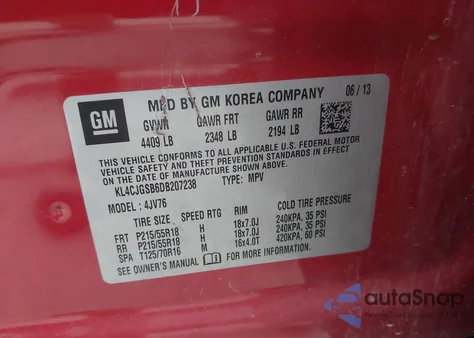 GM
MFD BY GM KOREA COMPANY
06 / 13
GVWR GAWR FRT GAWR RR
4409 LB 2348 LB 2194 LB
THIS VEHICLE CONFORMS TO ALL APPLICABLE U.S. FEDERAL MOTOR
VEHICLE SAFETY, BUMPER, AND THEFT PREVENTION STANDARDS IN
EFFECT ON THE DATE OF MANUFACTURE SHOWN ABOVE.
KL4CJGSB6DB207238 TYPE: MPV
MODEL : 4JV76
TIRE SIZE SPEED RTG RIM COLD TIRE PRESSURE
FRT P215/55R18 H 18x7.0J 240KPA, 35 PSI
RR P215/55R18 H 18x7.0J 240KPA, 35 PSI
SPA T125/70R16 M 16x4.0T 420KPA, 60 PSI
SEE OWNER'S MANUAL FOR ADDITIONAL INFORMATION
autoSnap